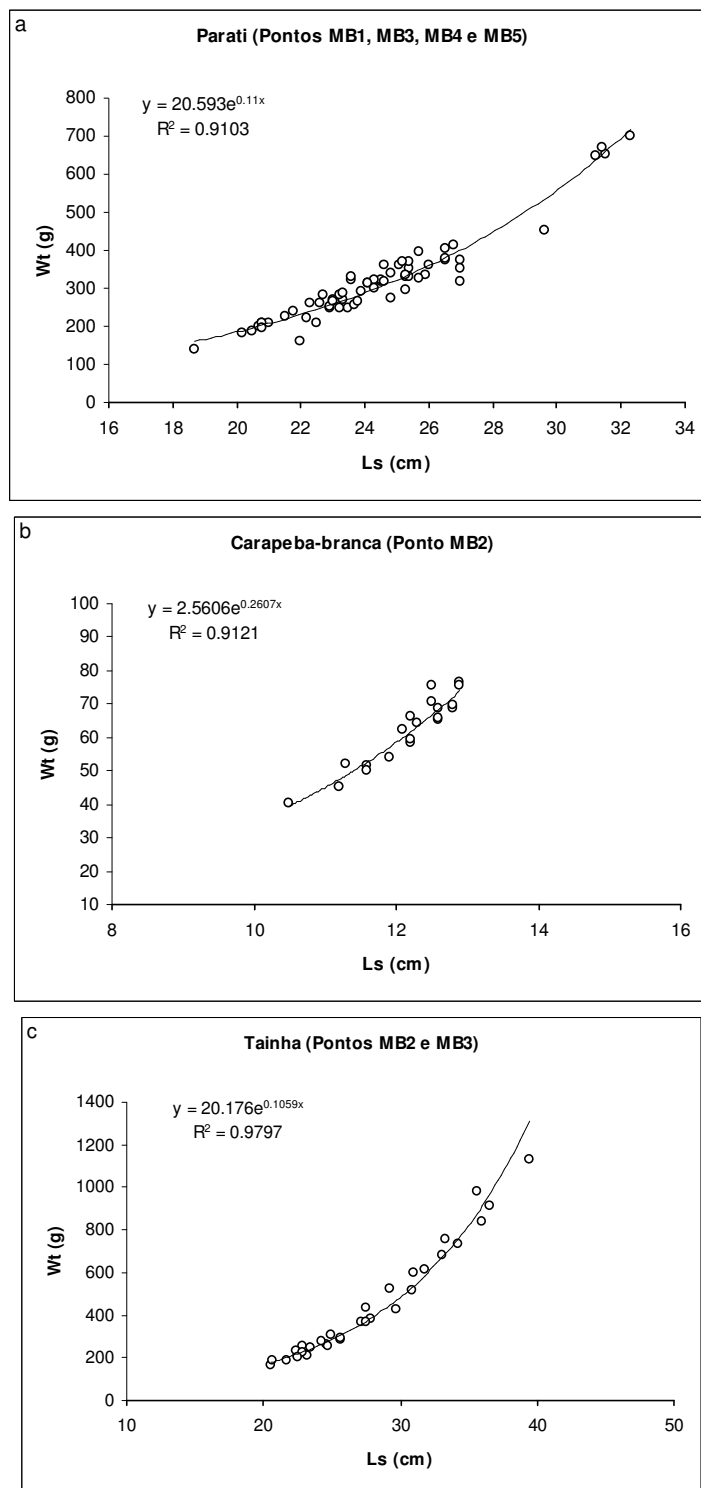 a
Parati (Pontos MB1, MB3, MB4 e MB5)
y = 20.593e^0.11x
R² = 0.9103
800
700
600
500
400
300
200
100
0
Wt (g)
16 18 20 22 24 26 28 30 32 34
Ls (cm)
b
Carapeba-branca (Ponto MB2)
y = 2.5606e^0.2607x
R² = 0.9121
100
90
80
70
60
50
40
30
20
10
Wt (g)
8 10 12 14 16
Ls (cm)
c
Tainha (Pontos MB2 e MB3)
y = 20.176e^0.1059x
R² = 0.9797
1400
1200
1000
800
600
400
200
0
Wt (g)
10 20 30 40 50
Ls (cm)